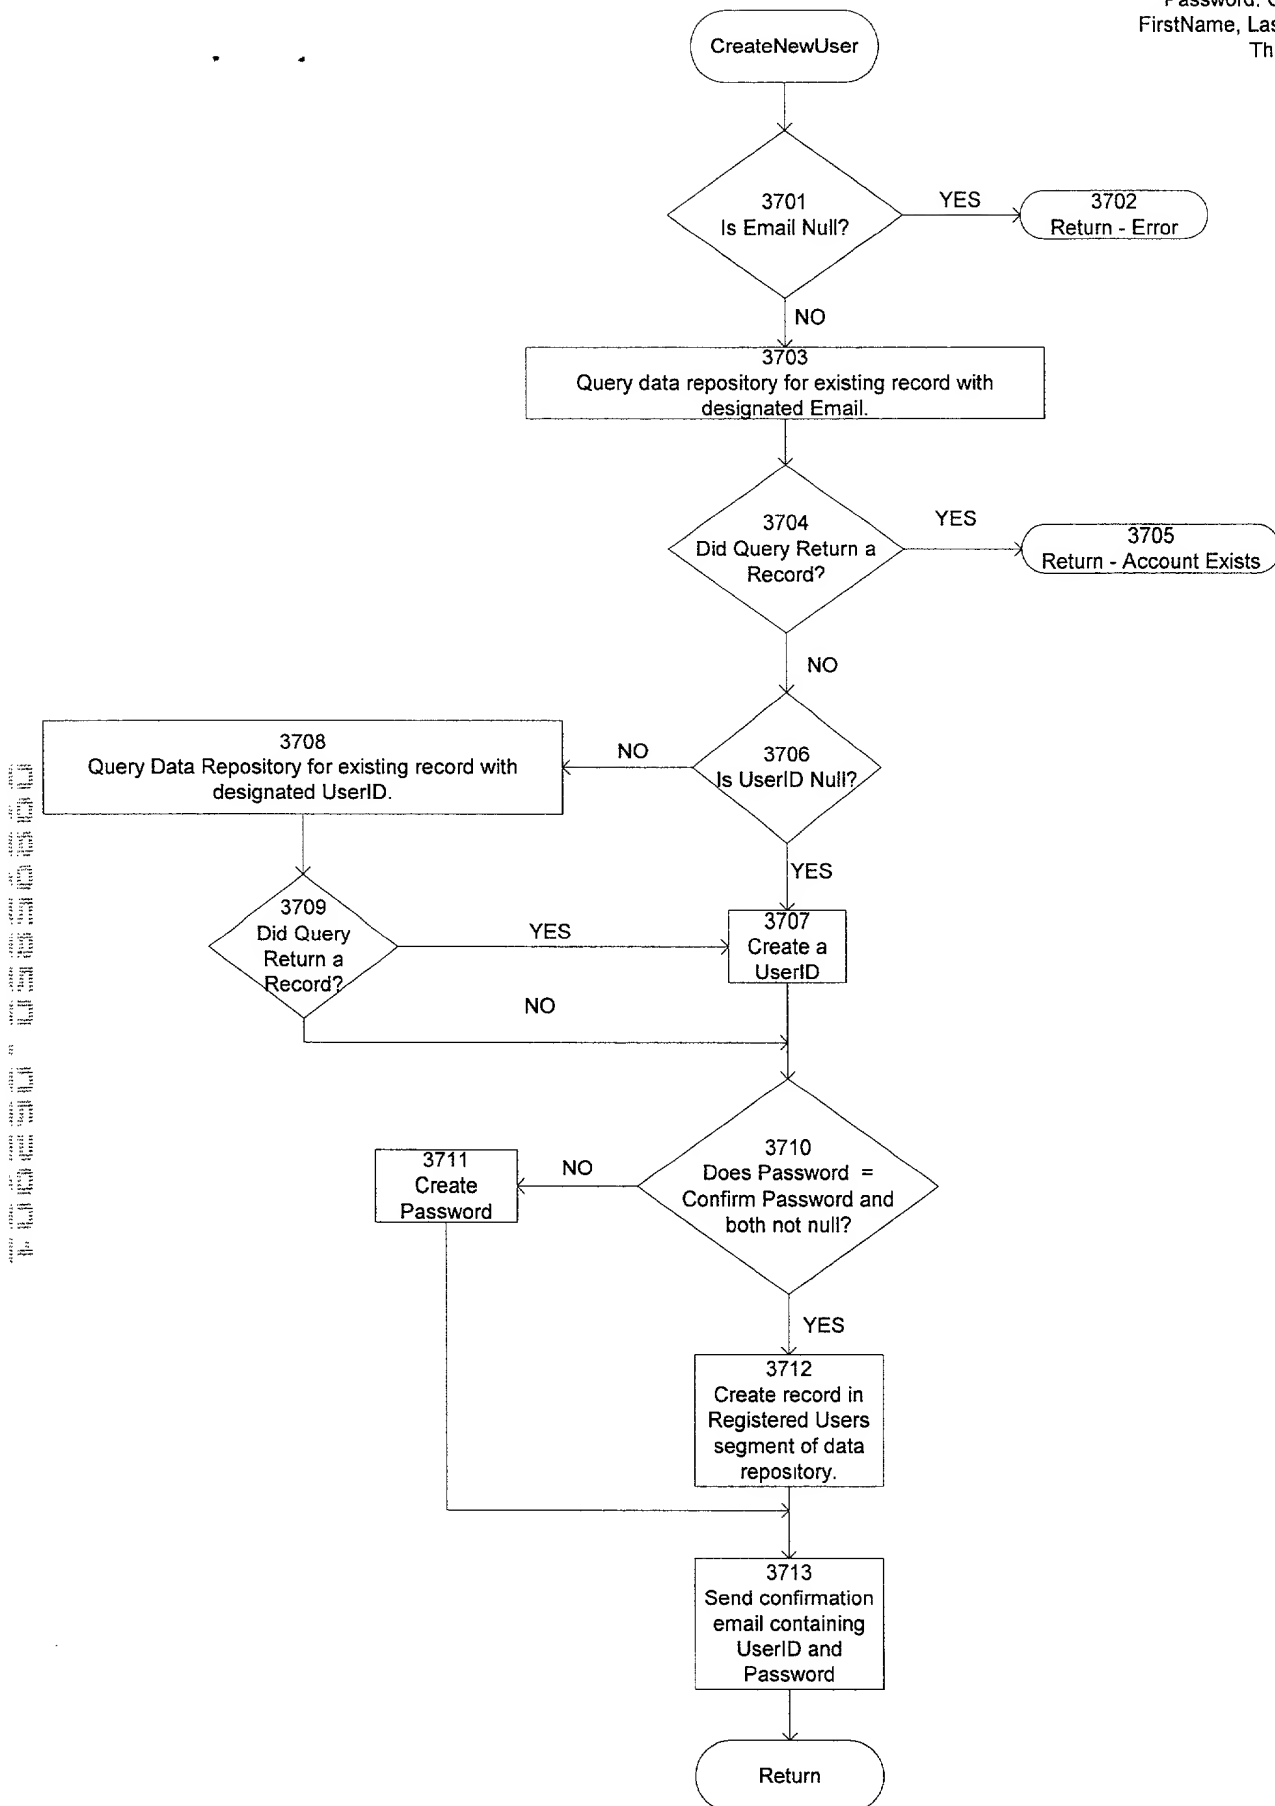 Password: C
FirstName, Las
Th
CreateNewUser
3701
Is Email Null?
YES
3702
Return - Error
NO
3703
Query data repository for existing record with
designated Email.
3704
Did Query Return a
Record?
YES
3705
Return - Account Exists
NO
3706
Is UserID Null?
NO
3708
Query Data Repository for existing record with
designated UserID.
YES
3709
Did Query
Return a
Record?
YES
3707
Create a
UserID
NO
3710
Does Password =
Confirm Password and
both not null?
NO
3711
Create
Password
YES
3712
Create record in
Registered Users
segment of data
repository.
3713
Send confirmation
email containing
UserID and
Password
Return